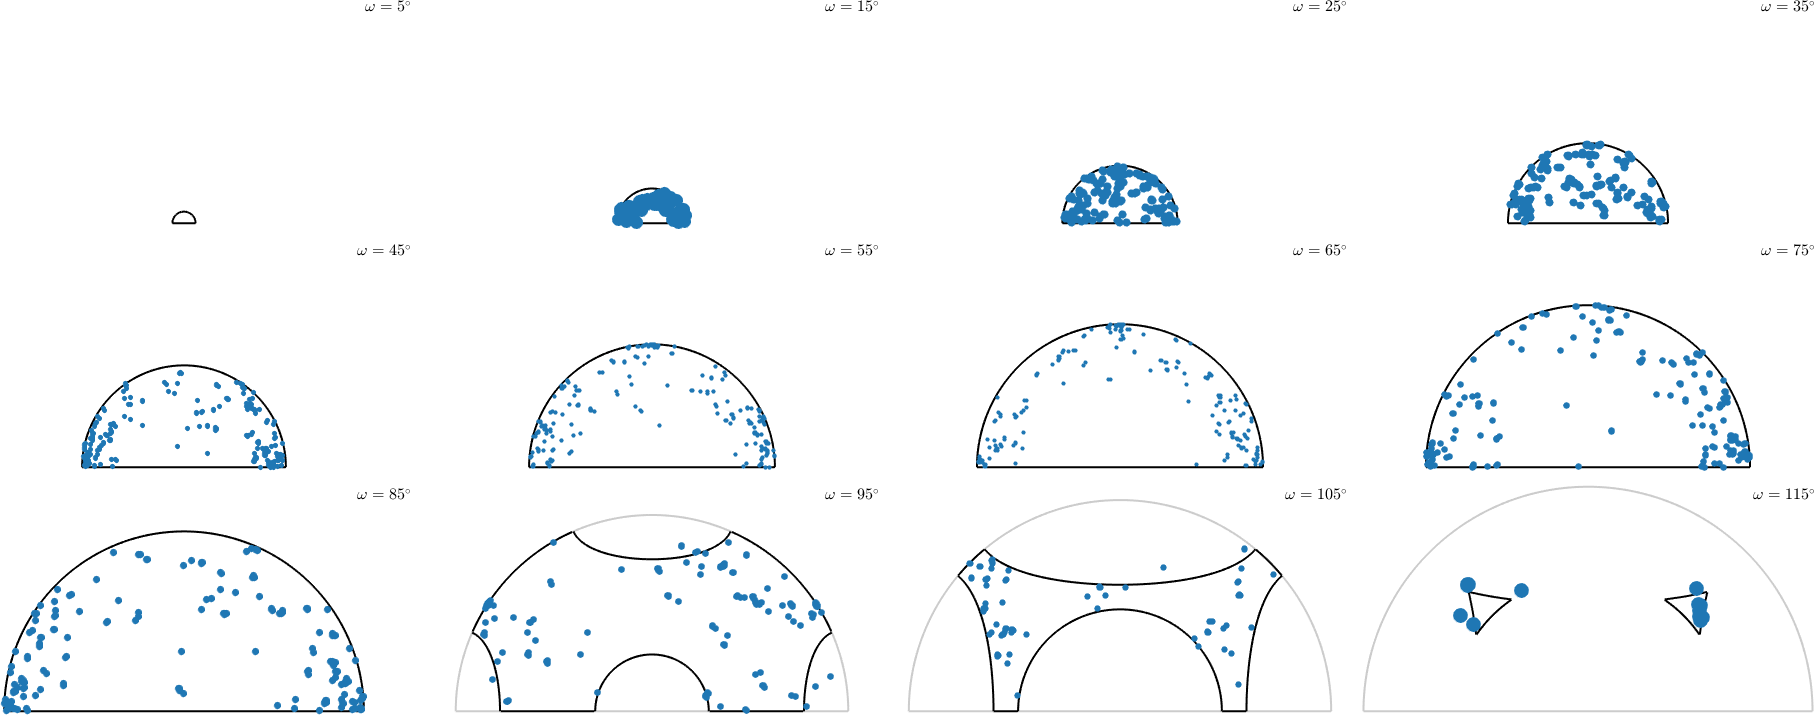 ω = 5°
ω = 15°
ω = 25°
ω = 35°
ω = 45°
ω = 55°
ω = 65°
ω = 75°
ω = 85°
ω = 95°
ω = 105°
ω = 115°